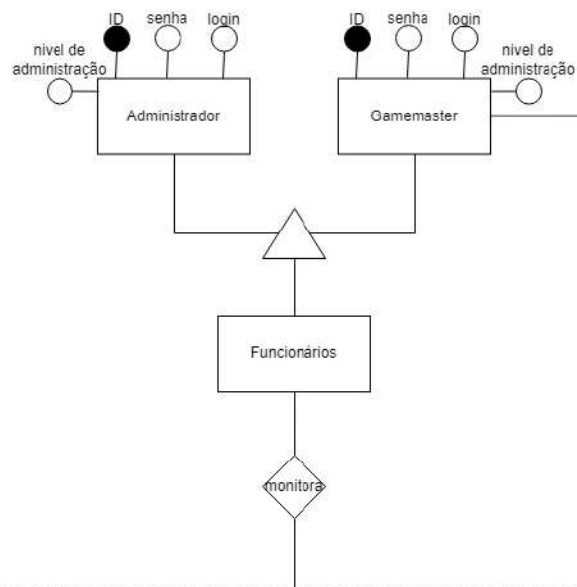 ID
senha
login
nivel de
administração
Administrador
ID
senha
login
nivel de
administração
Gamemaster
Funcionários
monitora